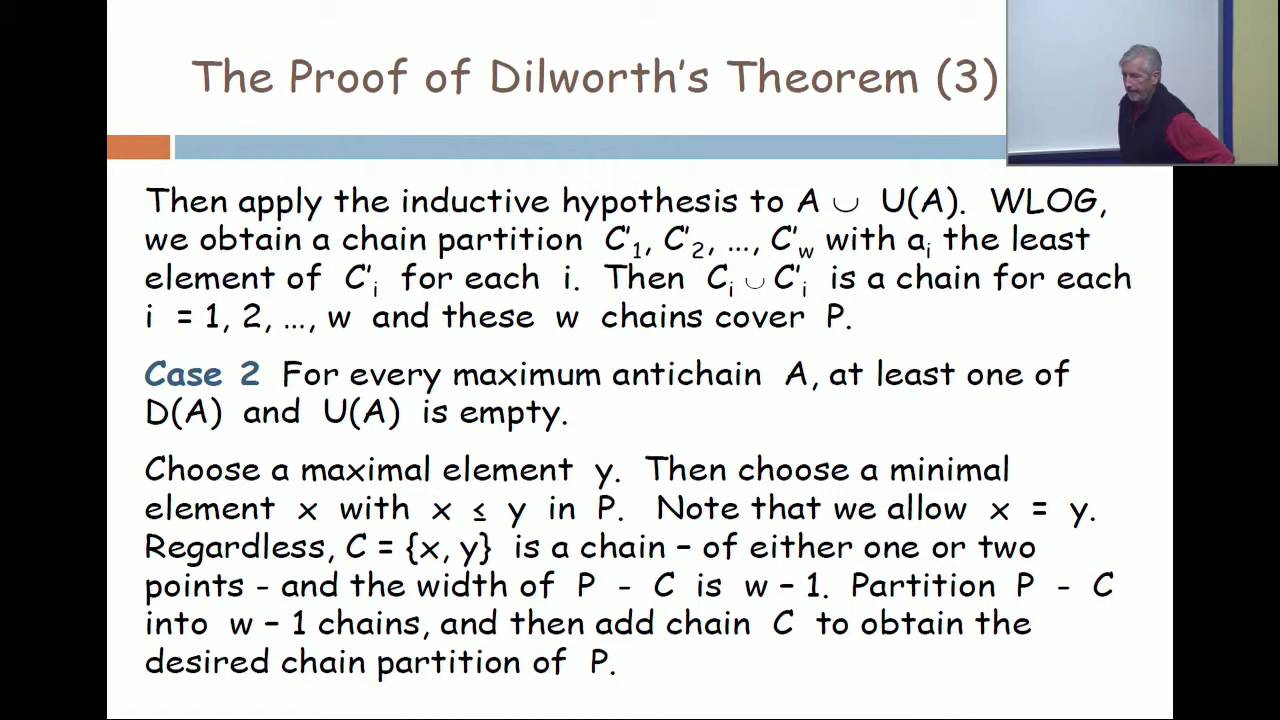 The Proof of Dilworth's Theorem (3)
Then apply the inductive hypothesis to A ∪ U(A). WLOG,
we obtain a chain partition C'₁, C'₂, ..., C'w with aᵢ the least
element of C'ᵢ for each i. Then Cᵢ ∪ C'ᵢ is a chain for each
i = 1, 2, ..., w and these w chains cover P.
Case 2 For every maximum antichain A, at least one of
D(A) and U(A) is empty.
Choose a maximal element y. Then choose a minimal
element x with x ≤ y in P. Note that we allow x = y.
Regardless, C = {x, y} is a chain – of either one or two
points - and the width of P - C is w – 1. Partition P - C
into w – 1 chains, and then add chain C to obtain the
desired chain partition of P.